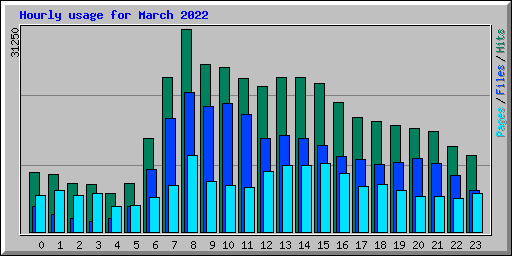 Hourly usage for March 2022
31250
Pages/Files/Hits
0 1 2 3 4 5 6 7 8 9 10 11 12 13 14 15 16 17 18 19 20 21 22 23